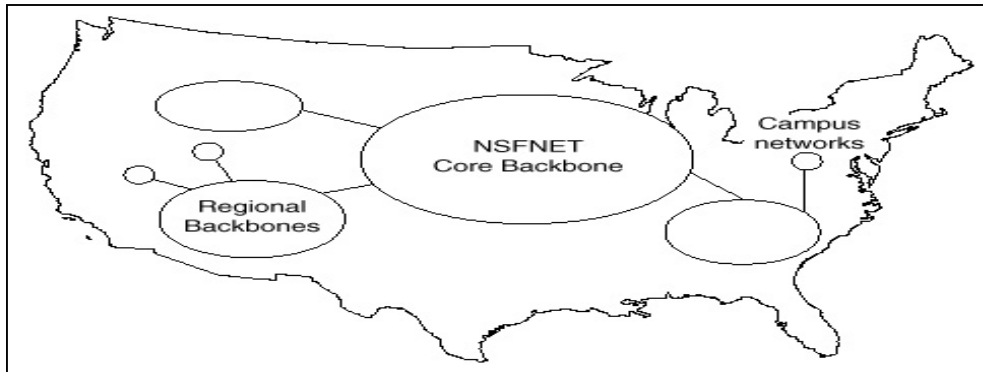 NSFNET
Core Backbone
Campus
networks
Regional
Backbones